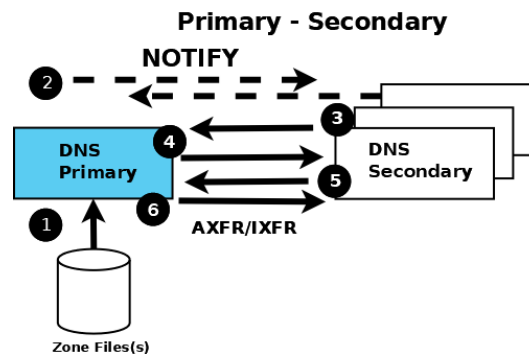 Primary - Secondary
NOTIFY
2
3
4
DNS
Primary
DNS
Secondary
5
6
1
AXFR/IXFR
Zone Files(s)